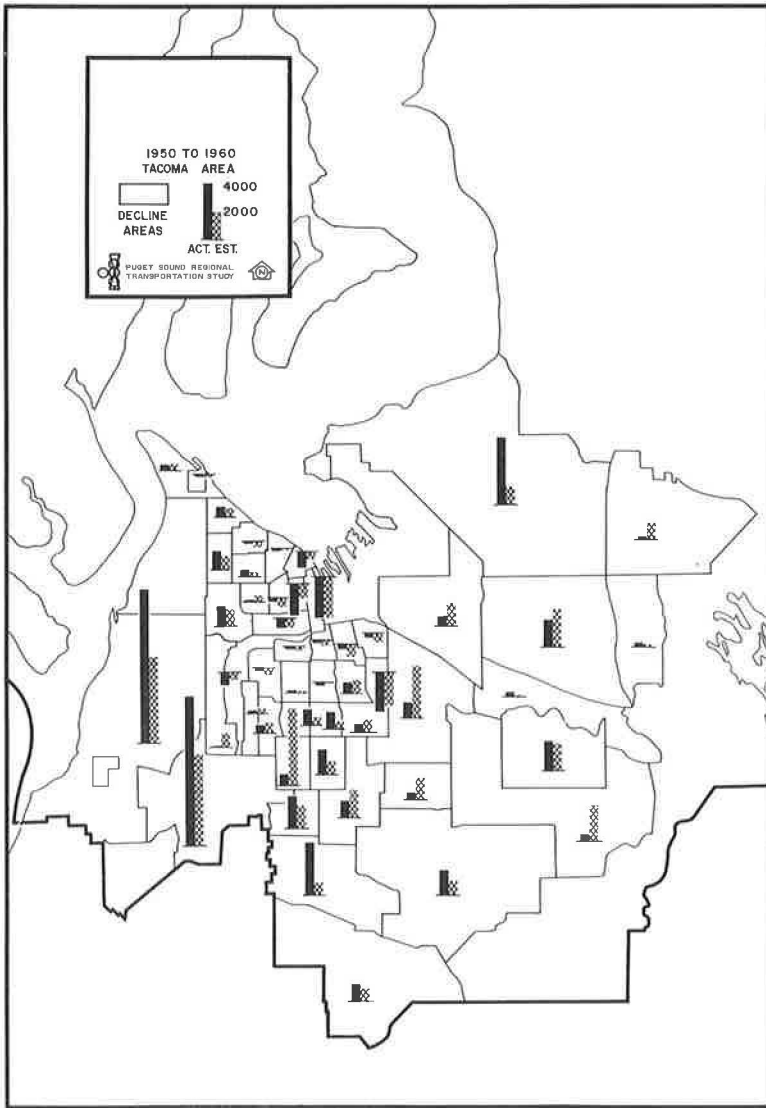 1950 TO 1960
TACOMA AREA
4000
2000
DECLINE
AREAS
ACT. EST.
PUGET SOUND REGIONAL
TRANSPORTATION STUDY
N